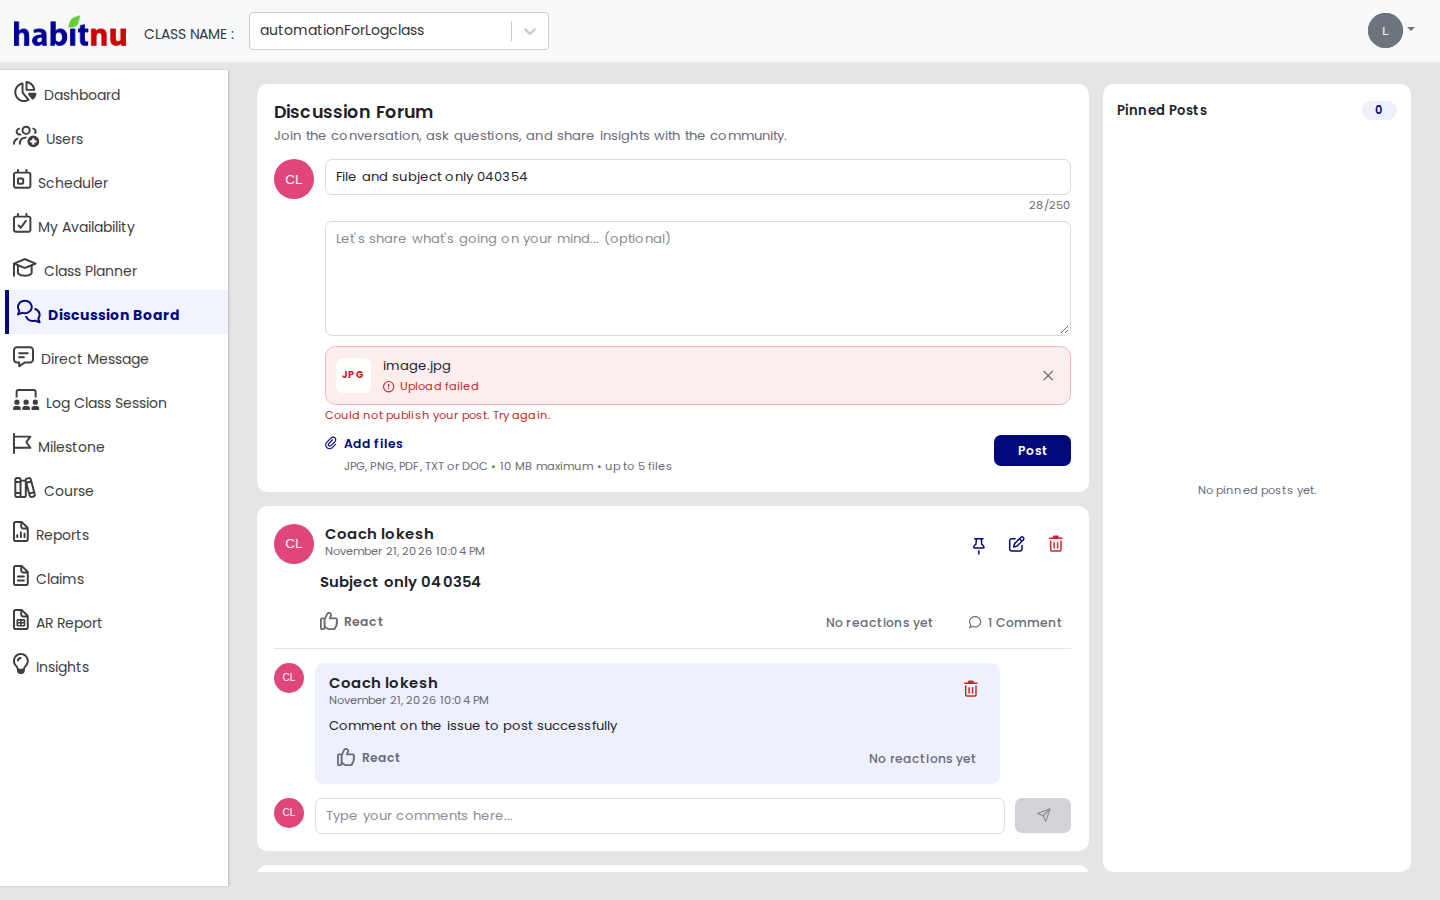 habitnu
CLASS NAME :
automationForLogclass
L
Dashboard
Users
Scheduler
My Availability
Class Planner
Discussion Board
Direct Message
Log Class Session
Milestone
Course
Reports
Claims
AR Report
Insights
Discussion Forum
Join the conversation, ask questions, and share insights with the community.
CL
File and subject only 040354
28/250
Let's share what's going on your mind... (optional)
JPG
image.jpg
Upload failed
Could not publish your post. Try again.
Add files
JPG, PNG, PDF, TXT or DOC • 10 MB maximum • up to 5 files
Post
CL
Coach lokesh
November 21, 2026 10:04 PM
Subject only 040354
React
No reactions yet
1 Comment
CL
Coach lokesh
November 21, 2026 10:04 PM
Comment on the issue to post successfully
React
No reactions yet
CL
Type your comments here...
Pinned Posts
0
No pinned posts yet.